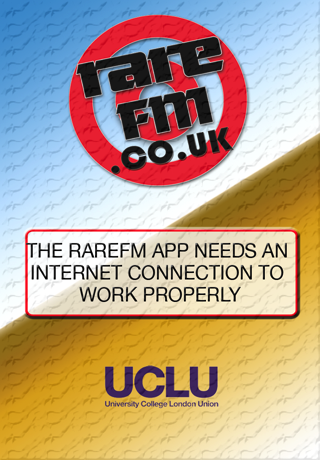 rare
FM
.co.uk
THE RAREFM APP NEEDS AN
INTERNET CONNECTION TO
WORK PROPERLY
UCLU
University College London Union